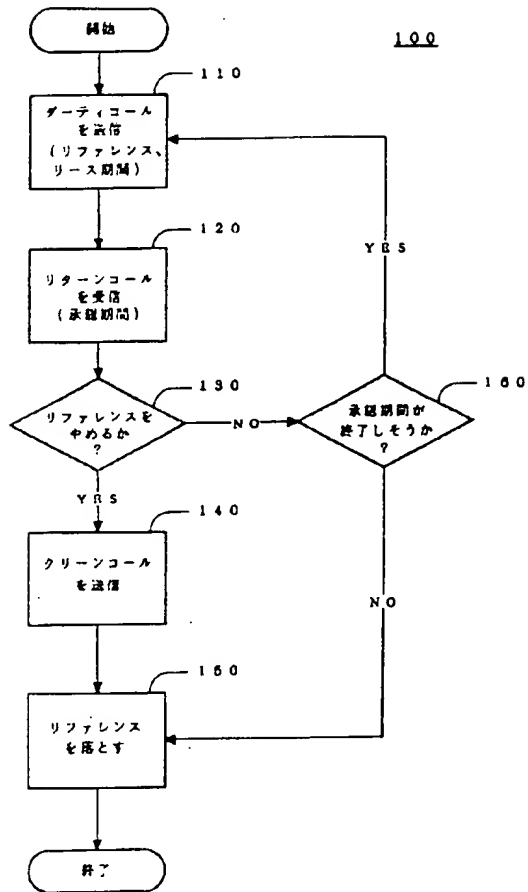 開始
100
110
ダーティコール
を送信
(リファレンス、
リース期間)
120
リターンコール
を受信
(承認期間)
130
リファレンスを
やめるか
?
NO
160
承認期間が
終了しそうか
?
YES
YES
140
クリーンコール
を送信
NO
150
リファレンス
を落とす
終了